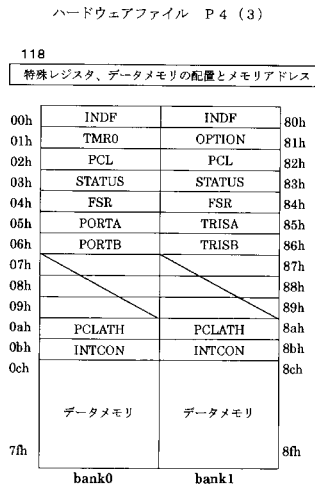 ハードウェアファイル P4(3)
118
特殊レジスタ、データメモリの配置とメモリアドレス
00h INDF INDF 80h
01h TMR0 OPTION 81h
02h PCL PCL 82h
03h STATUS STATUS 83h
04h FSR FSR 84h
05h PORTA TRISA 85h
06h PORTB TRISB 86h
07h 87h
08h 88h
09h 89h
0ah PCLATH PCLATH 8ah
0bh INTCON INTCON 8bh
0ch 8ch
データメモリ データメモリ
7fh 8fh
bank0 bank1